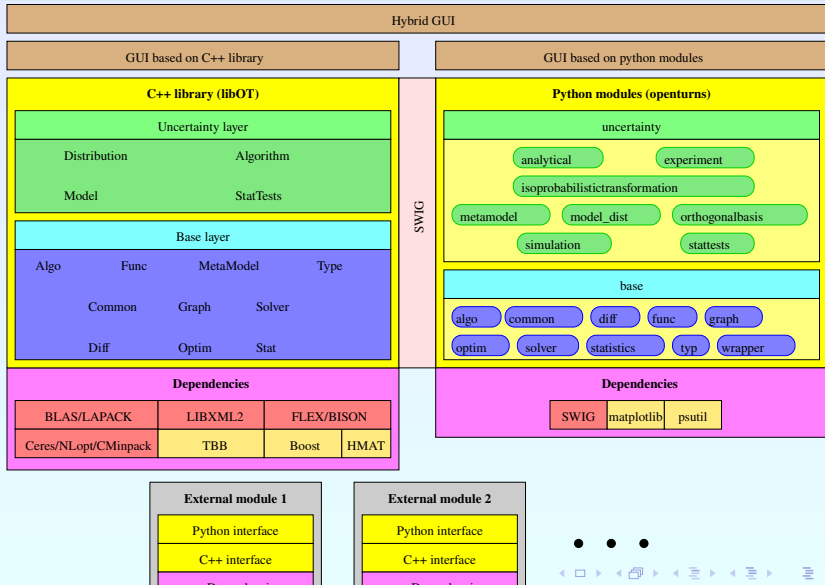 Hybrid GUI
GUI based on C++ library
GUI based on python modules
C++ library (libOT)
Uncertainty layer
Distribution Algorithm
Model StatTests
Base layer
Algo Func MetaModel Type
Common Graph Solver
Diff Optim Stat
SWIG
Python modules (openturns)
uncertainty
analytical experiment
isoprobabilistictransformation
metamodel model_dist orthogonalbasis
simulation stattests
base
algo common diff func graph
optim solver statistics typ wrapper
Dependencies
BLAS/LAPACK LIBXML2 FLEX/BISON
Ceres/NLopt/CMinpack TBB Boost HMAT
Dependencies
SWIG matplotlib psutil
External module 1
Python interface
C++ interface
External module 2
Python interface
C++ interface